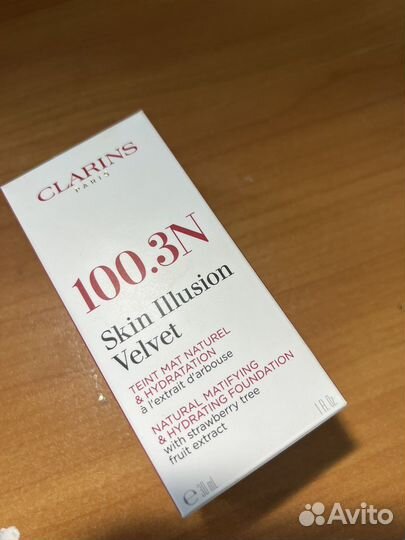 CLARINS
PARIS
100.3N
Skin Illusion
Velvet
TEINT MAT NATUREL
& HYDRATATION
à l'extrait d'arbouse
NATURAL MATIFYING
& HYDRATING FOUNDATION
with strawberry tree
fruit extract
℮ 30 ml
1 Fl. Oz.
Avito